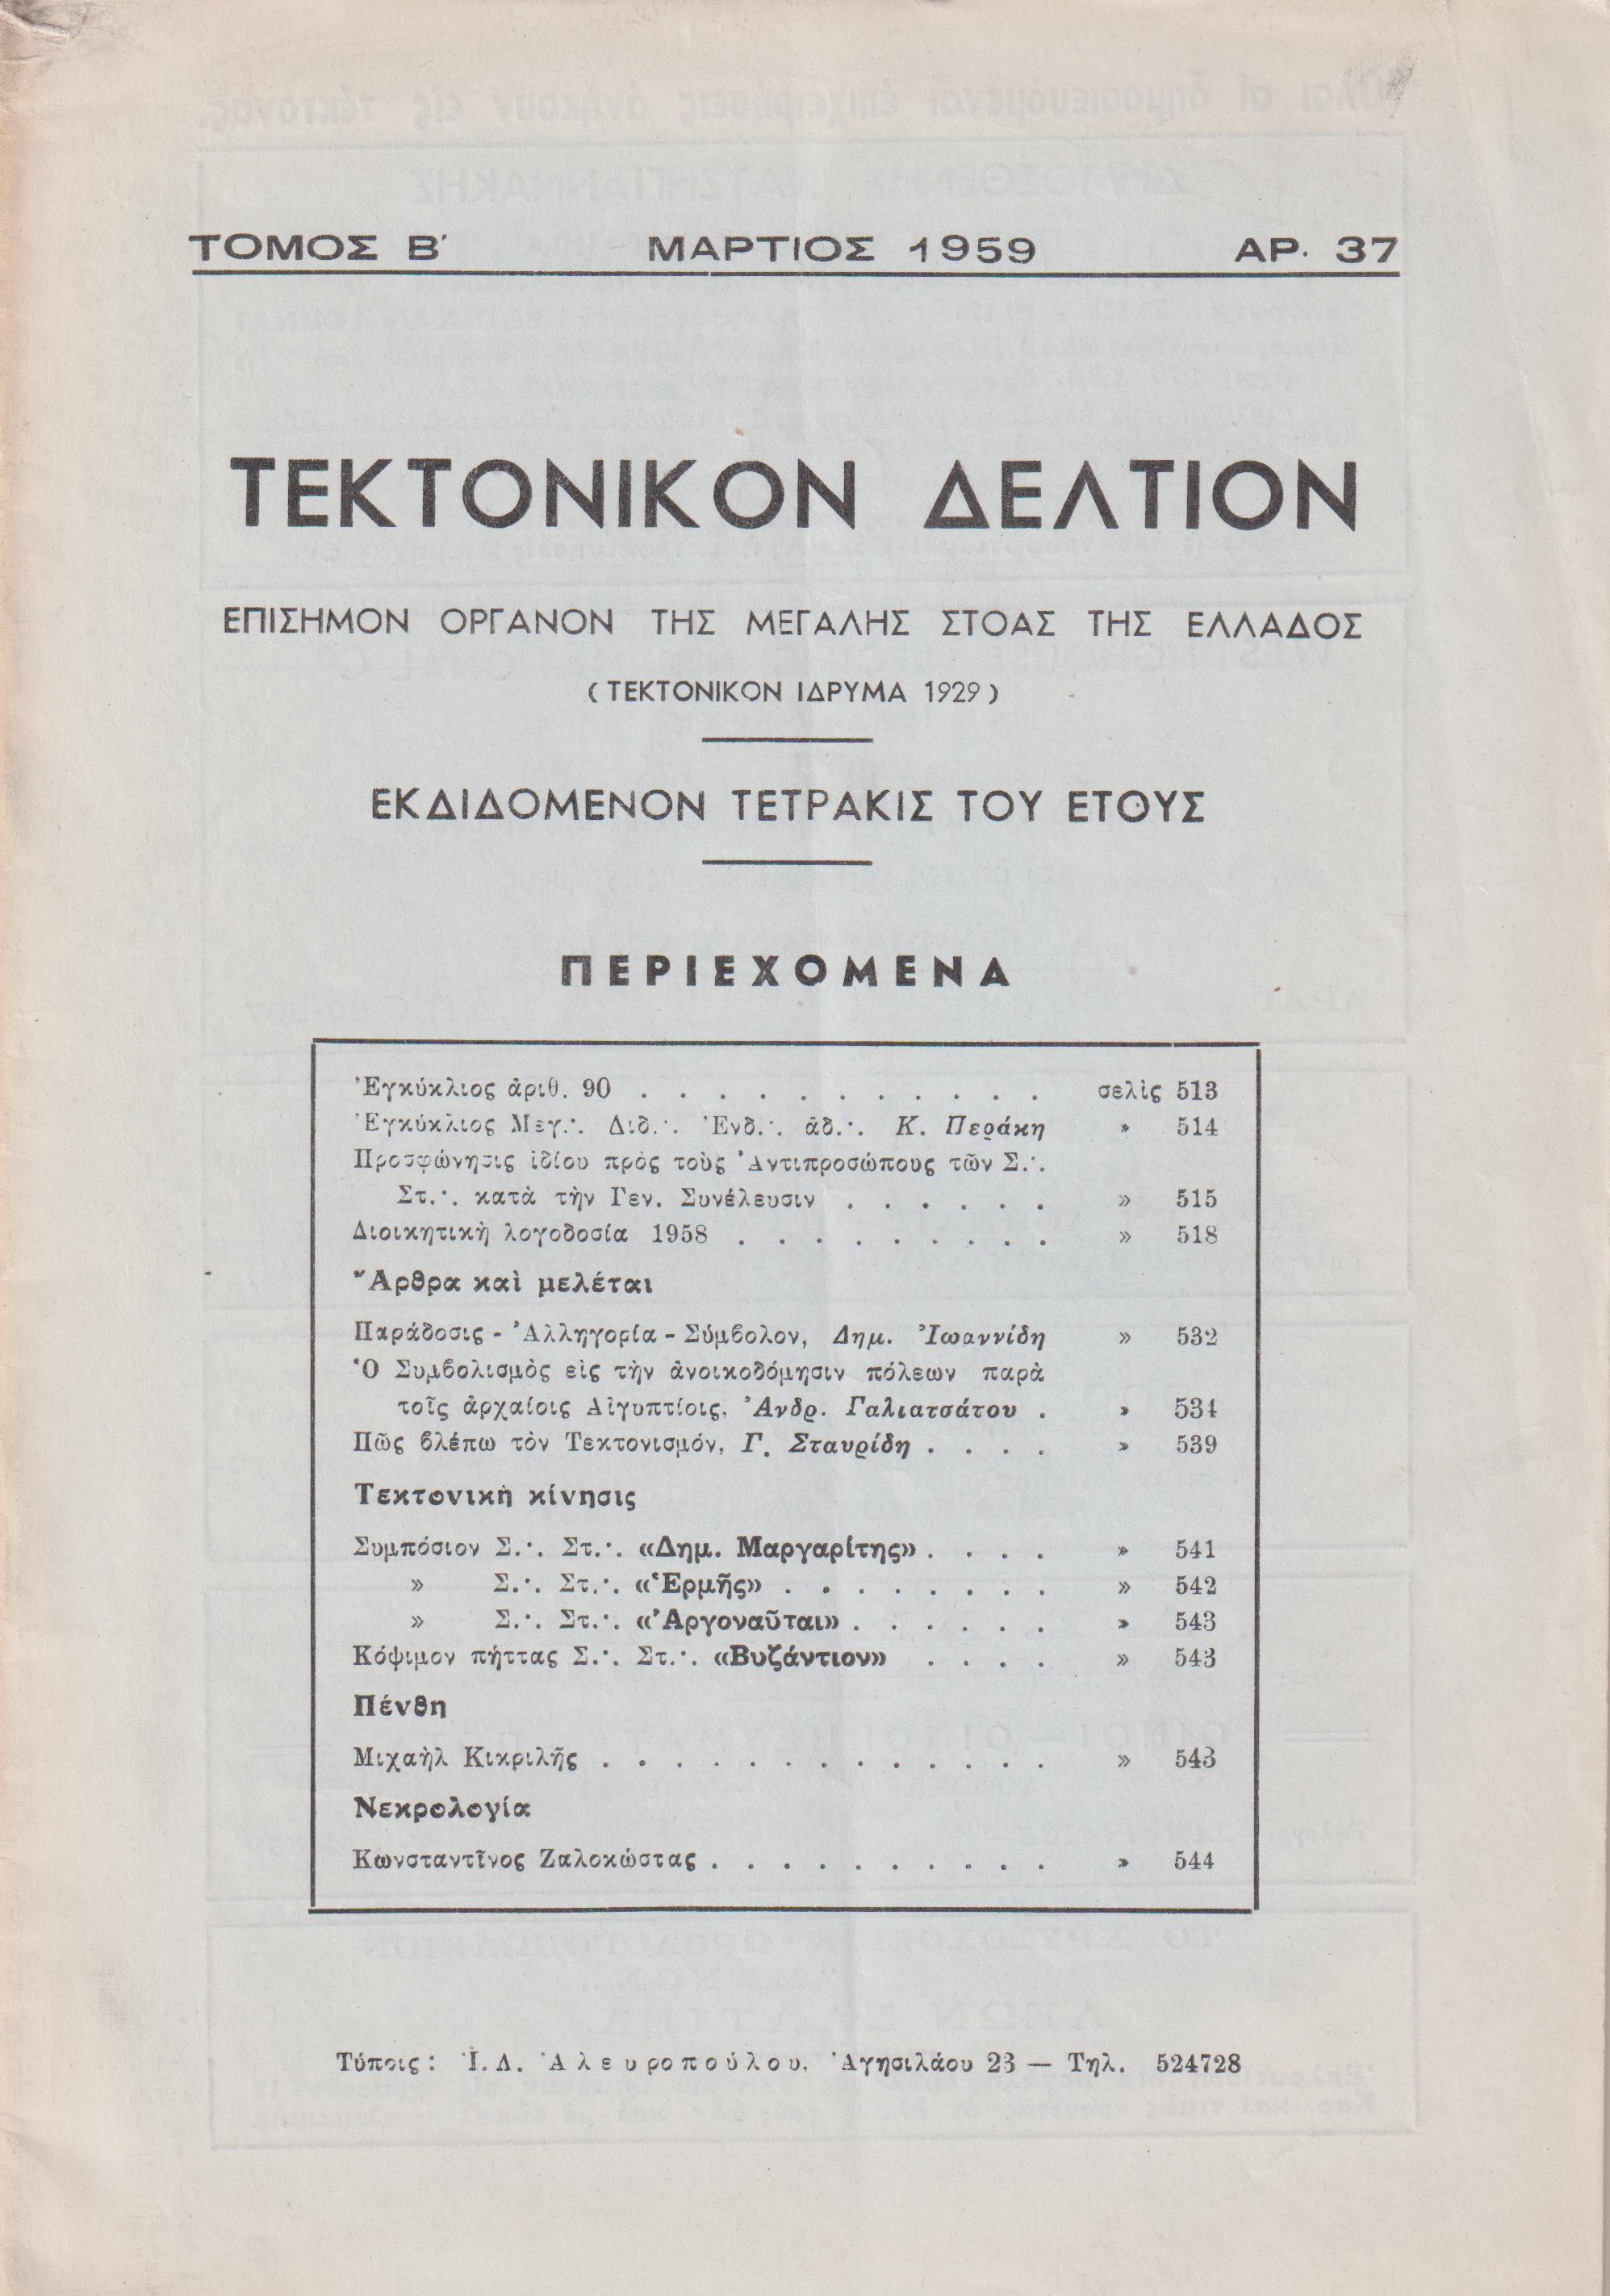 ΤΟΜΟΣ Β΄ ΜΑΡΤΙΟΣ 1959 ΑΡ. 37
ΤΕΚΤΟΝΙΚΟΝ ΔΕΛΤΙΟΝ
ΕΠΙΣΗΜΟΝ ΟΡΓΑΝΟΝ ΤΗΣ ΜΕΓΑΛΗΣ ΣΤΟΑΣ ΤΗΣ ΕΛΛΑΔΟΣ
( ΤΕΚΤΟΝΙΚΟΝ ΙΔΡΥΜΑ 1929 )
ΕΚΔΙΔΟΜΕΝΟΝ ΤΕΤΡΑΚΙΣ ΤΟΥ ΕΤΟΥΣ
ΠΕΡΙΕΧΟΜΕΝΑ
Ἐγκύκλιος ἀριθ. 90 . . . . . . . . . . . . σελὶς 513
Ἐγκύκλιος Μεγ.·. Διδ.·. Ἐνδ.·. ἀδ.·. Κ. Περάκη » 514
Προσφώνησις ἰδίου πρὸς τοὺς Ἀντιπροσώπους τῶν Σ.·.
Στ.·. κατὰ τὴν Γεν. Συνέλευσιν . . . . . . » 515
Διοικητικὴ λογοδοσία 1958 . . . . . . . . . » 518
Ἄρθρα καὶ μελέται
Παράδοσις - Ἀλληγορία - Σύμβολον, Δημ. Ἰωαννίδη » 532
Ὁ Συμβολισμὸς εἰς τὴν ἀνοικοδόμησιν πόλεων παρὰ
τοῖς ἀρχαίοις Αἰγυπτίοις, Ἀνδρ. Γαλιατσάτου . » 534
Πῶς βλέπω τὸν Τεκτονισμόν, Γ. Σταυρίδη . . . . » 539
Τεκτονικὴ κίνησις
Συμπόσιον Σ.·. Στ.·. «Δημ. Μαργαρίτης» . . . . » 541
» Σ.·. Στ.·. «Ἑρμῆς» . . . . . . . . » 542
» Σ.·. Στ.·. «Ἀργοναῦται» . . . . . . » 543
Κόψιμον πήττας Σ.·. Στ.·. «Βυζάντιον» . . . . » 543
Πένθη
Μιχαὴλ Κικριλῆς . . . . . . . . . . . . . » 543
Νεκρολογία
Κωνσταντῖνος Ζαλοκώστας . . . . . . . . . . » 544
Τύποις : Ἰ. Δ. Ἀλευροπούλου, Ἀγησιλάου 23 — Τηλ. 524728